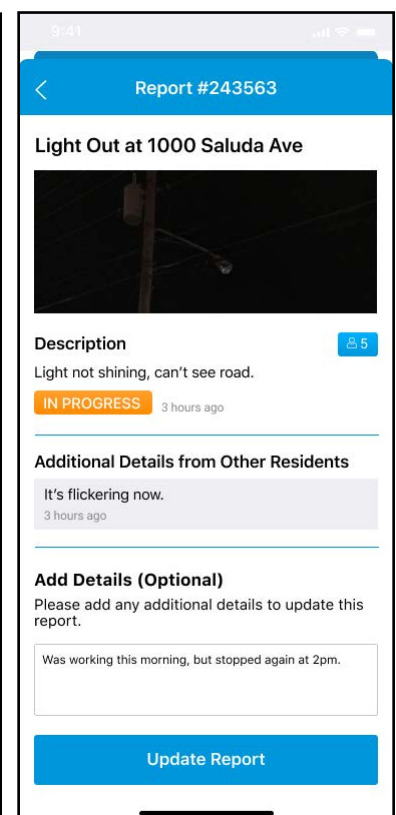 9:41
Report #243563
Light Out at 1000 Saluda Ave
Description
5
Light not shining, can’t see road.
IN PROGRESS 3 hours ago
Additional Details from Other Residents
It’s flickering now.
3 hours ago
Add Details (Optional)
Please add any additional details to update this
report.
Was working this morning, but stopped again at 2pm.
Update Report